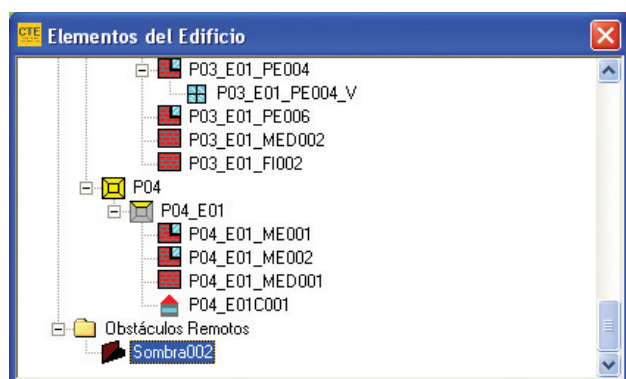 CTE Elementos del Edificio
P03_E01_PE004
P03_E01_PE004_V
P03_E01_PE006
P03_E01_MED002
P03_E01_FI002
P04
P04_E01
P04_E01_ME001
P04_E01_ME002
P04_E01_MED001
P04_E01C001
Obstáculos Remotos
Sombra002